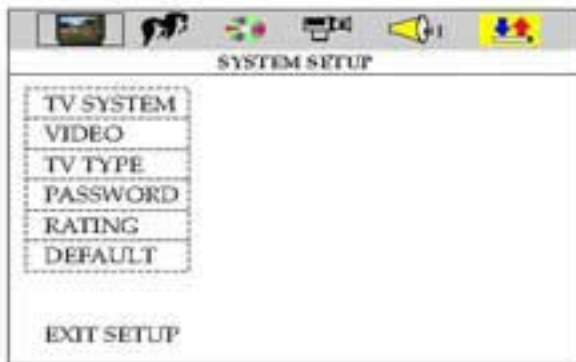 SYSTEM SETUP
TV SYSTEM
VIDEO
TV TYPE
PASSWORD
RATING
DEFAULT
EXIT SETUP